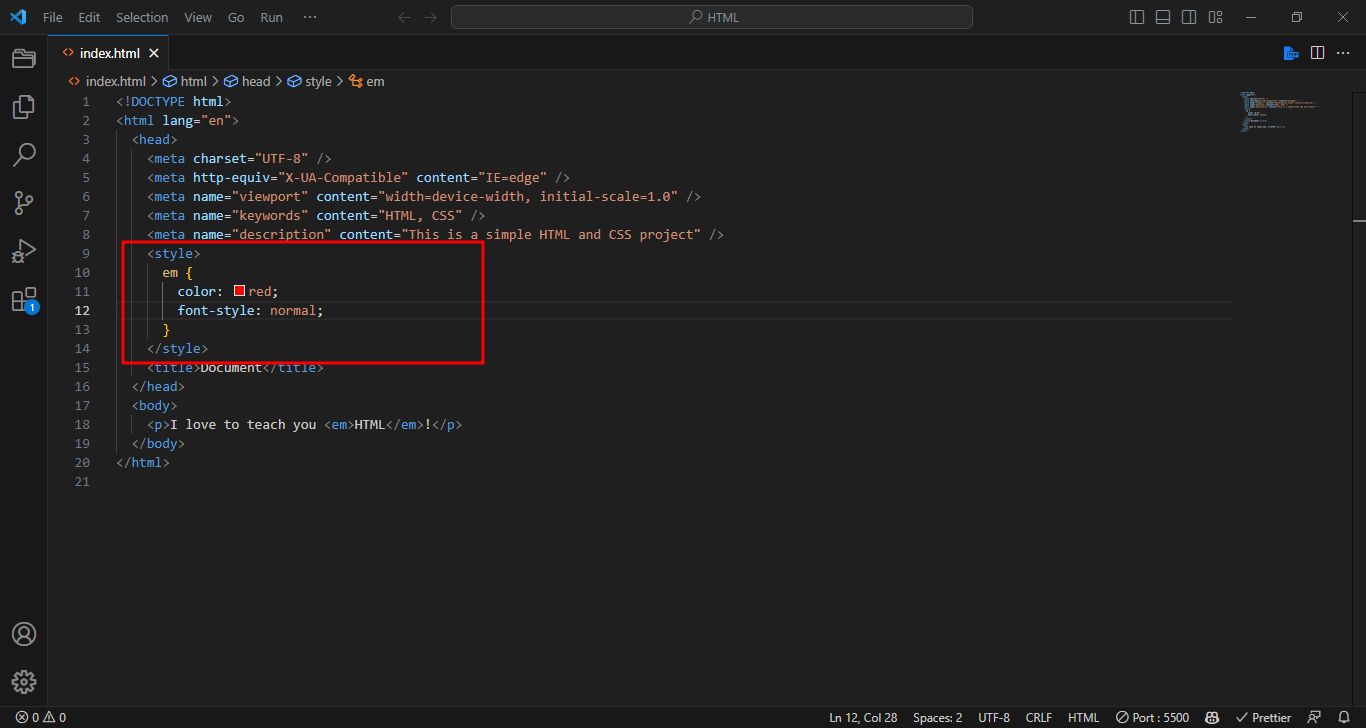 File Edit Selection View Go Run ··· HTML
index.html
index.html > html > head > style > em
1 <!DOCTYPE html>
2 <html lang="en">
3 <head>
4 <meta charset="UTF-8" />
5 <meta http-equiv="X-UA-Compatible" content="IE=edge" />
6 <meta name="viewport" content="width=device-width, initial-scale=1.0" />
7 <meta name="keywords" content="HTML, CSS" />
8 <meta name="description" content="This is a simple HTML and CSS project" />
9 <style>
10 em {
11 color: red;
12 font-style: normal;
13 }
14 </style>
15 <title>Document</title>
16 </head>
17 <body>
18 <p>I love to teach you <em>HTML</em>!</p>
19 </body>
20 </html>
21
1
0 0 Ln 12, Col 28 Spaces: 2 UTF-8 CRLF HTML Port : 5500 Prettier